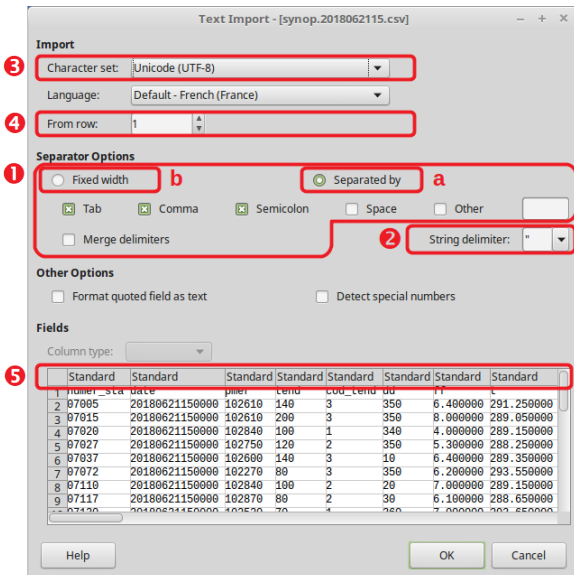 Text Import - [synop.2018062115.csv] − + ×
Import
3 Character set: Unicode (UTF-8)
Language: Default - French (France)
4 From row: 1
Separator Options
1 Fixed width b Separated by a
Tab Comma Semicolon Space Other
Merge delimiters 2 String delimiter: "
Other Options
Format quoted field as text Detect special numbers
Fields
Column type:
5 Standard Standard Standard Standard Standard Standard Standard Standard
1 numer_sta date pmer tend cod_tend dd ff t
2 07005 20180621150000 102610 140 3 350 6.400000 291.250000
3 07015 20180621150000 102610 200 3 350 8.000000 289.050000
4 07020 20180621150000 102840 100 1 340 4.000000 289.150000
5 07027 20180621150000 102750 120 2 350 5.300000 288.250000
6 07037 20180621150000 102600 140 3 10 6.400000 289.350000
7 07072 20180621150000 102270 80 3 350 6.200000 293.550000
8 07110 20180621150000 102840 100 2 20 7.000000 289.150000
9 07117 20180621150000 102870 80 2 30 6.100000 288.650000
Help OK Cancel